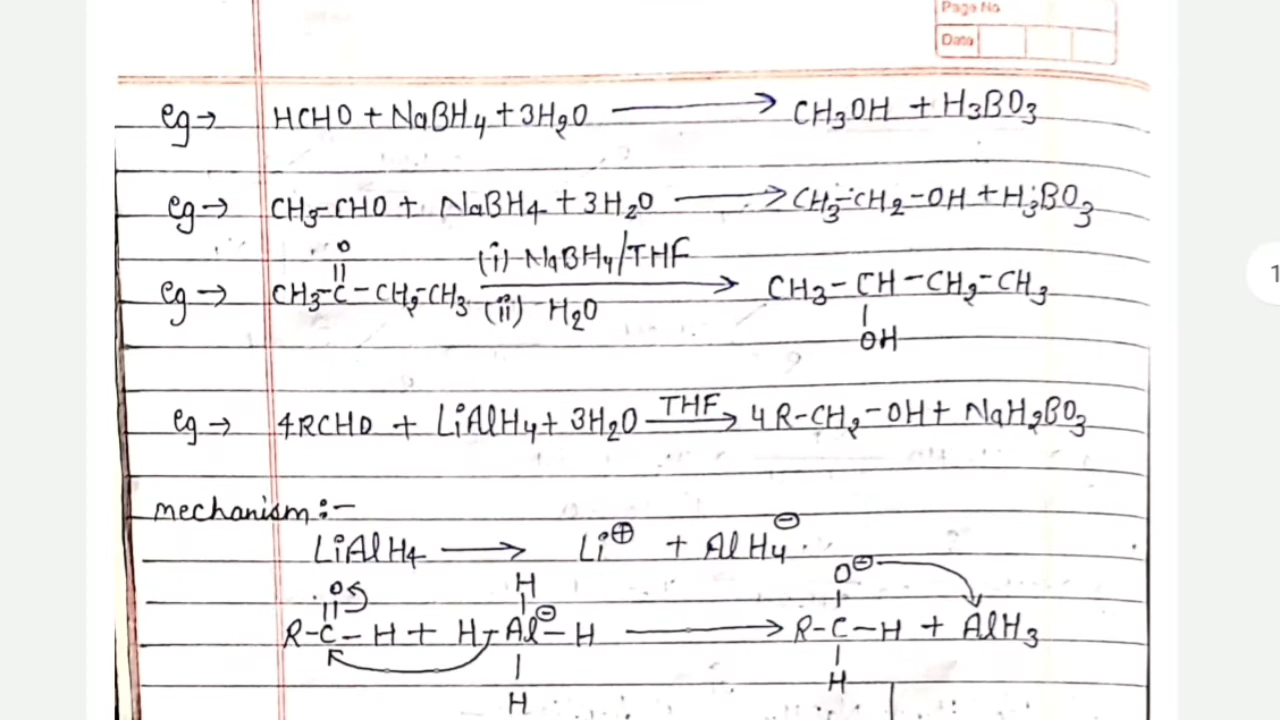 Page No
Date
eg→ HCHO + NaBH4 + 3H2O ⟶ CH3OH + H3BO3
eg→ CH3-CHO + NaBH4 + 3H2O ⟶ CH3-CH2-OH + H3BO3
O
(i) NaBH4/THF
eg→ CH3-C-CH2-CH3 ⟶ CH3-CH-CH2-CH3
(ii) H2O
OH
eg→ 4RCHO + LiAlH4 + 3H2O THF⟶ 4R-CH2-OH + NaH2BO3
mechanism :-
LiAlH4 ⟶ Li⊕ + AlH4⊖
O H O⊖
R-C-H + H-Al⊖-H ⟶ R-C-H + AlH3
H H
1